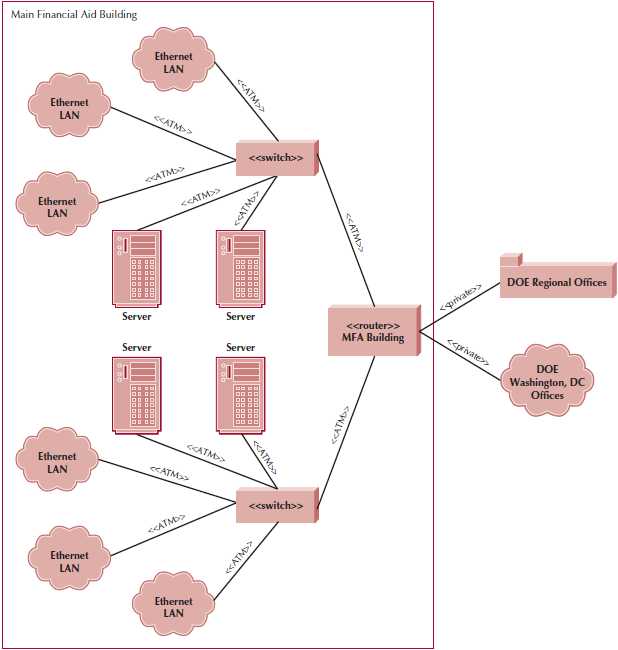 Main Financial Aid Building
Ethernet
LAN
<<ATM>>
Ethernet
LAN
<<ATM>>
<<switch>>
<<ATM>>
Ethernet
LAN
<<ATM>>
<<ATM>>
<<ATM>>
Server
Server
<<private>>
DOE Regional Offices
<<router>>
MFA Building
Server
Server
<<private>>
DOE
Washington, DC
Offices
<<ATM>>
Ethernet
LAN
<<ATM>>
<<ATM>>
<<ATM>>
<<switch>>
<<ATM>>
Ethernet
LAN
<<ATM>>
Ethernet
LAN